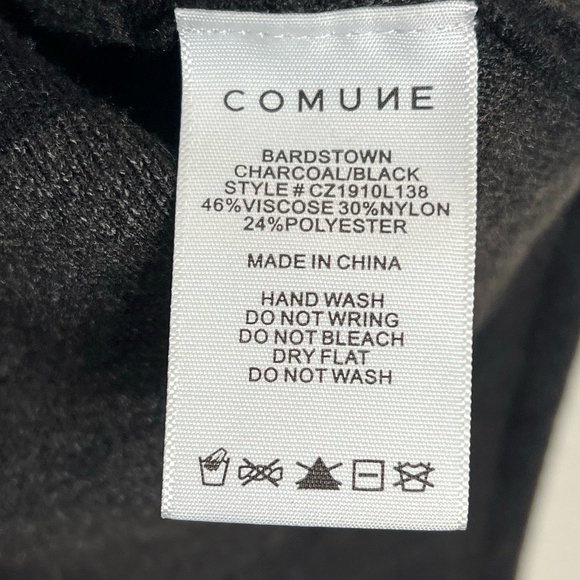 COMUИE
BARDSTOWN
CHARCOAL/BLACK
STYLE # CZ1910L138
46%VISCOSE 30%NYLON
24%POLYESTER
MADE IN CHINA
HAND WASH
DO NOT WRING
DO NOT BLEACH
DRY FLAT
DO NOT WASH